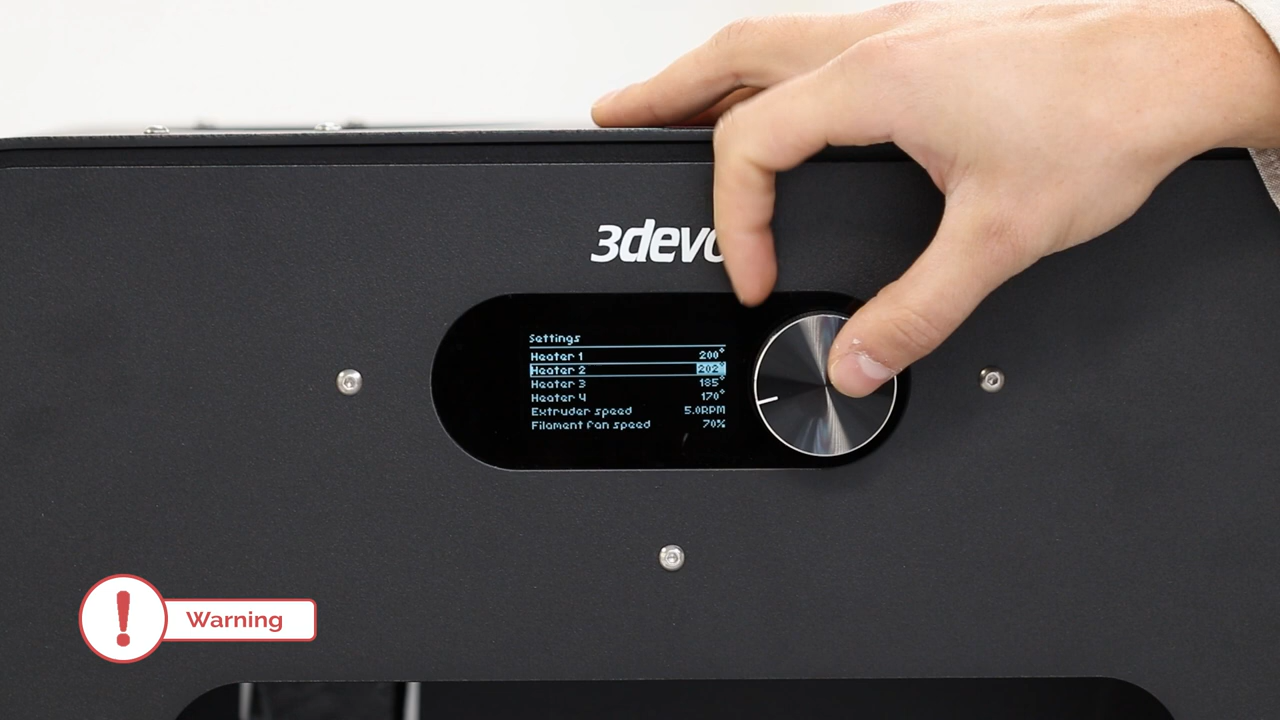 3devo
Settings
Heater 1 200°
Heater 2 202°
Heater 3 185°
Heater 4 170°
Extruder speed 5.0RPM
Filament fan speed 70%
! Warning